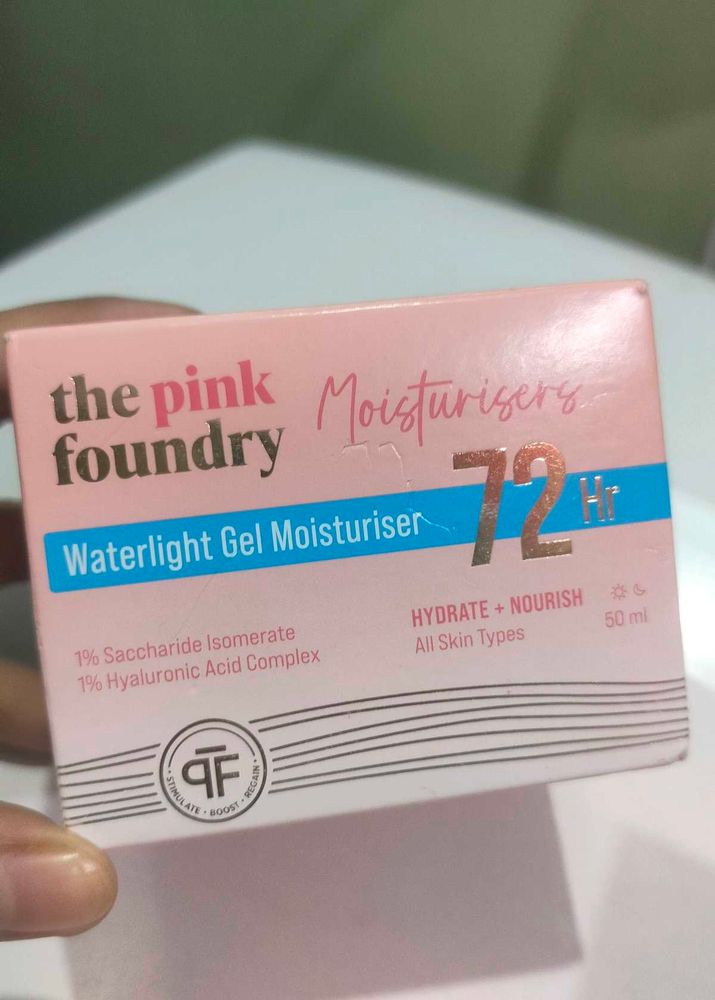 the pink
foundry
Moisturisers
Waterlight Gel Moisturiser
72 Hr
1% Saccharide Isomerate
1% Hyaluronic Acid Complex
HYDRATE + NOURISH
All Skin Types
50 ml
PF
STIMULATE · BOOST · REGAIN